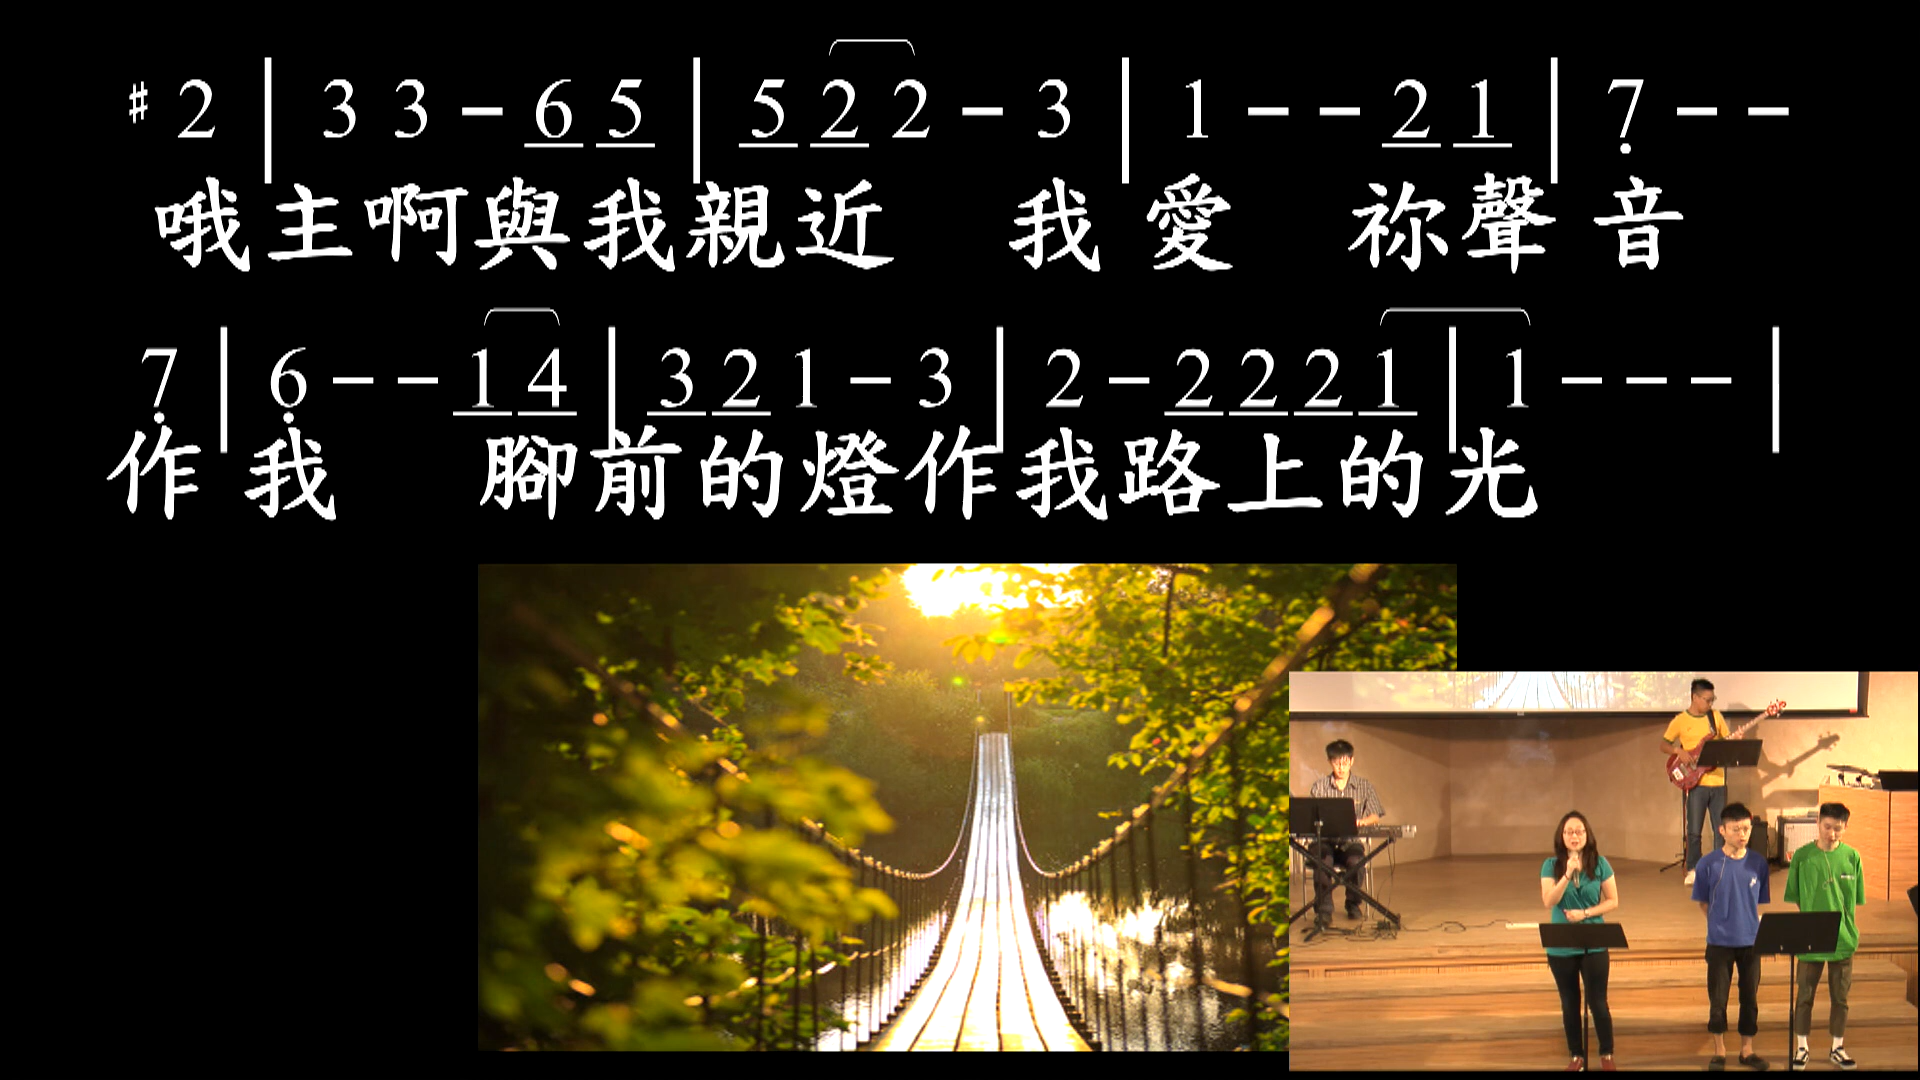 ♯2 | 3 3 – 6 5 | 5 2 2 – 3 | 1 – – 2 1 | 7̣ – –
哦主啊與我親近 我 愛 祢聲 音
7̣ | 6̣ – – 1 4 | 3 2 1 – 3 | 2 – 2 2 2 1 | 1 – – – |
作 我 腳前的燈作我路上的光